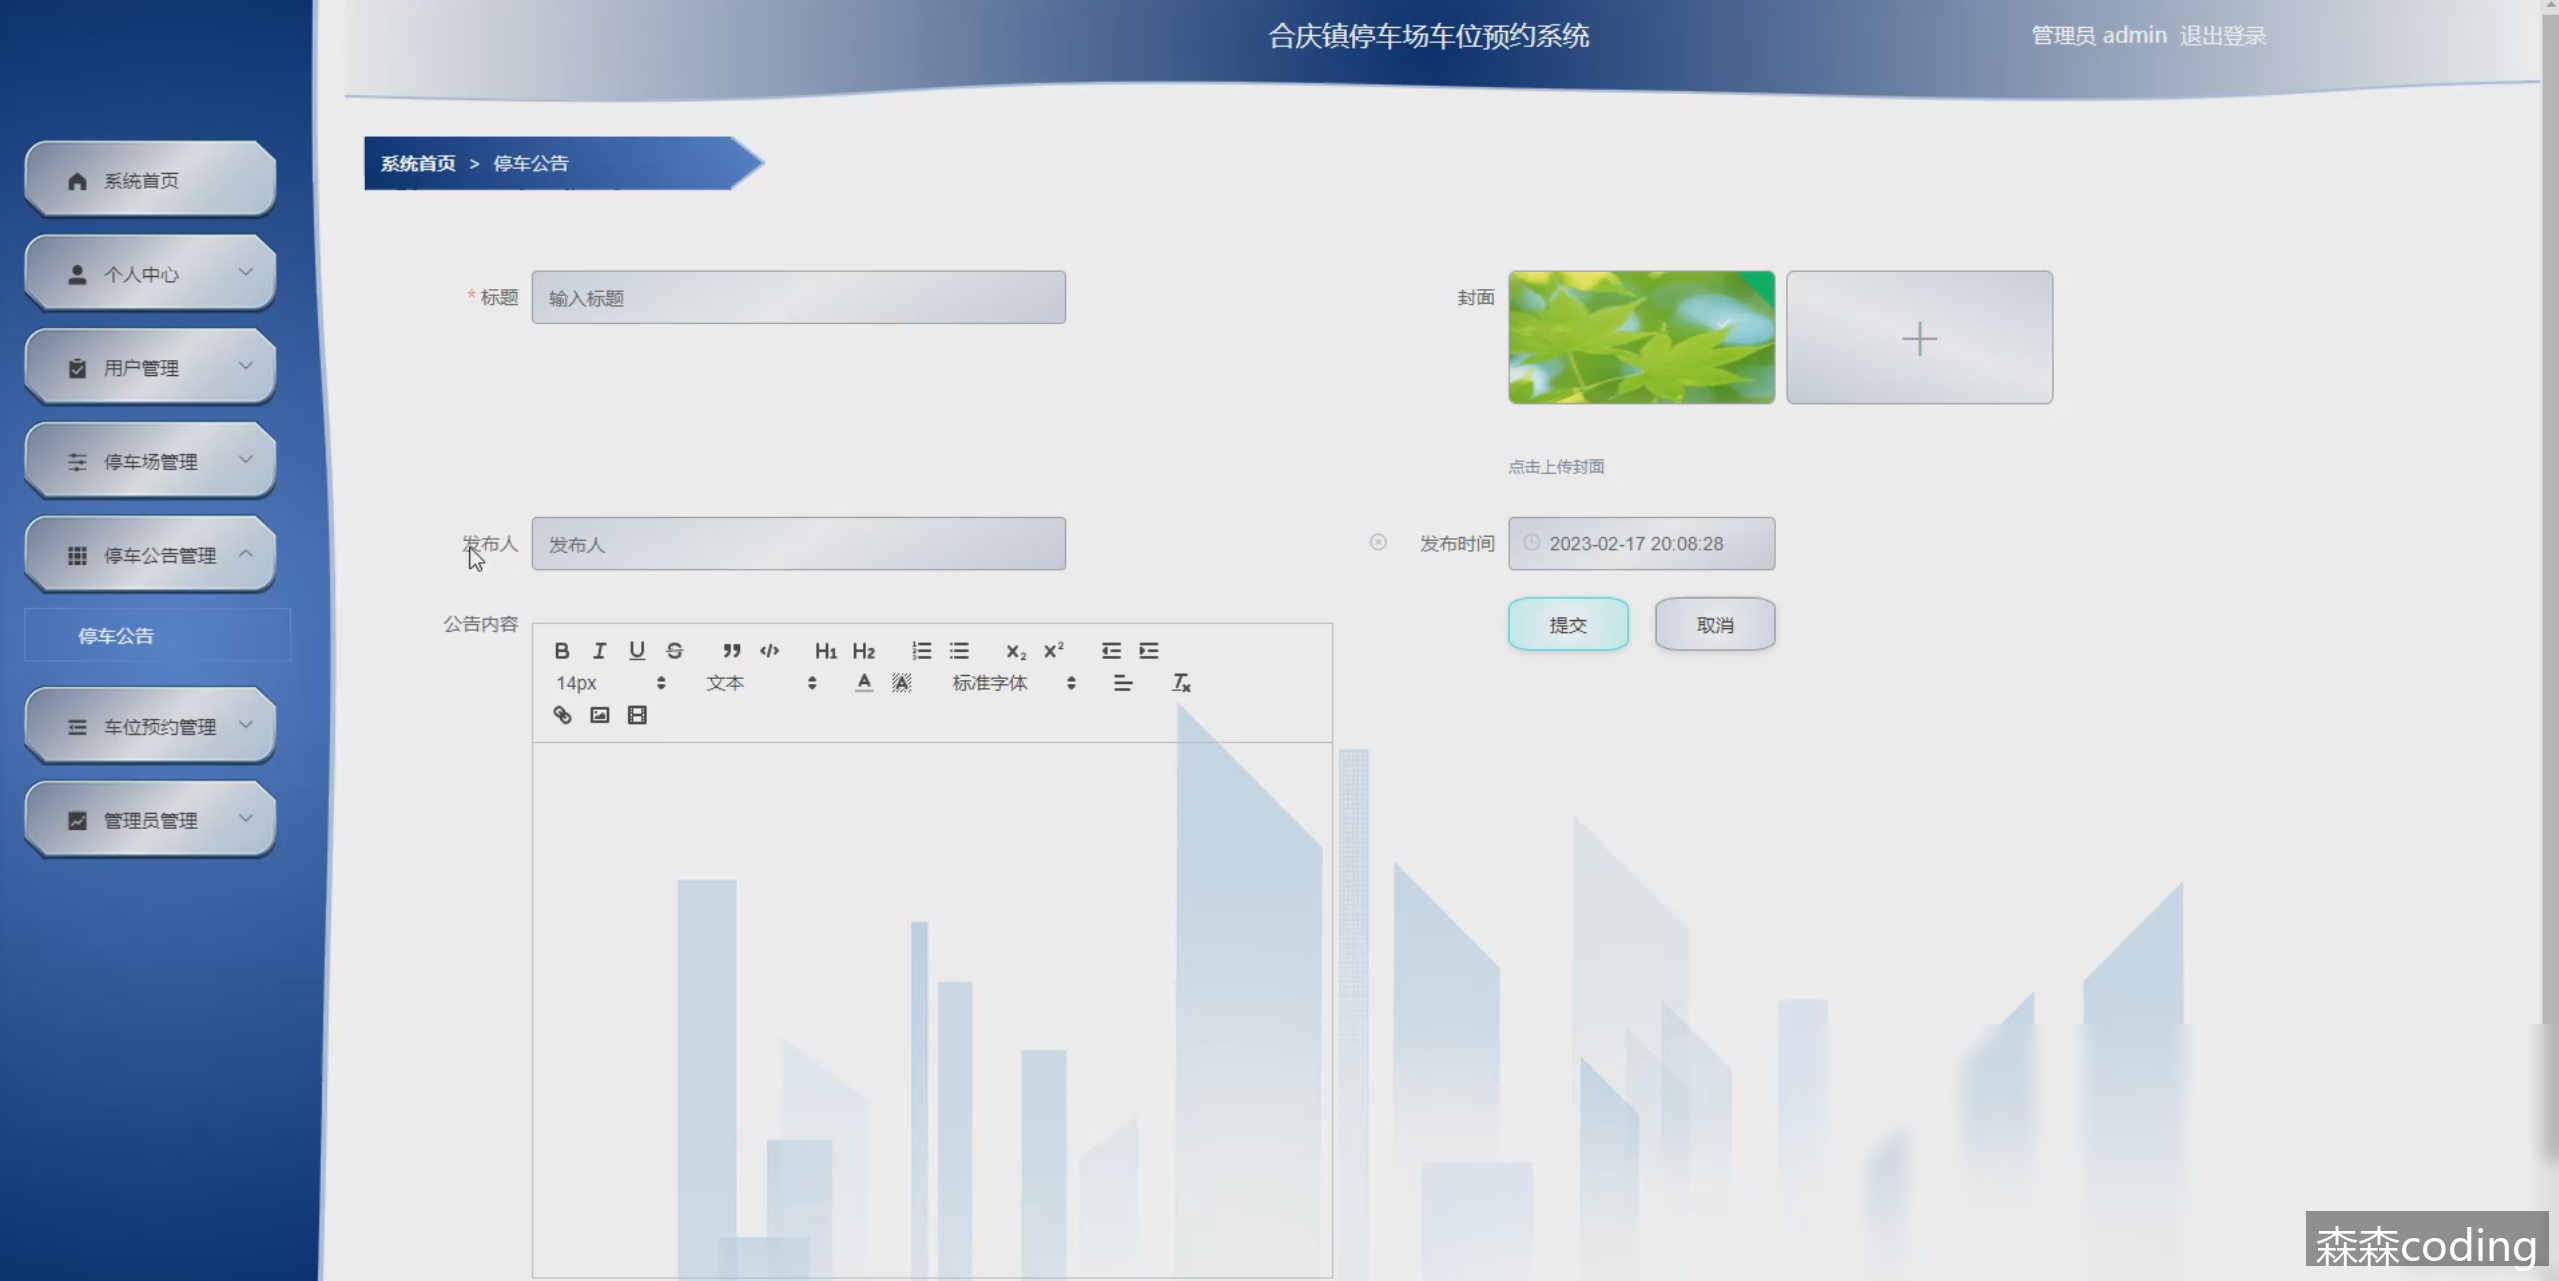 合庆镇停车场车位预约系统
管理员 admin 退出登录
系统首页 > 停车公告
系统首页
个人中心
用户管理
停车场管理
停车公告管理
停车公告
车位预约管理
管理员管理
* 标题 输入标题
封面
点击上传封面
发布人 发布人
发布时间 2023-02-17 20:08:28
提交 取消
公告内容
B I U S H1 H2 x2 x2
14px 文本 A A 标准字体 Tx
森森coding